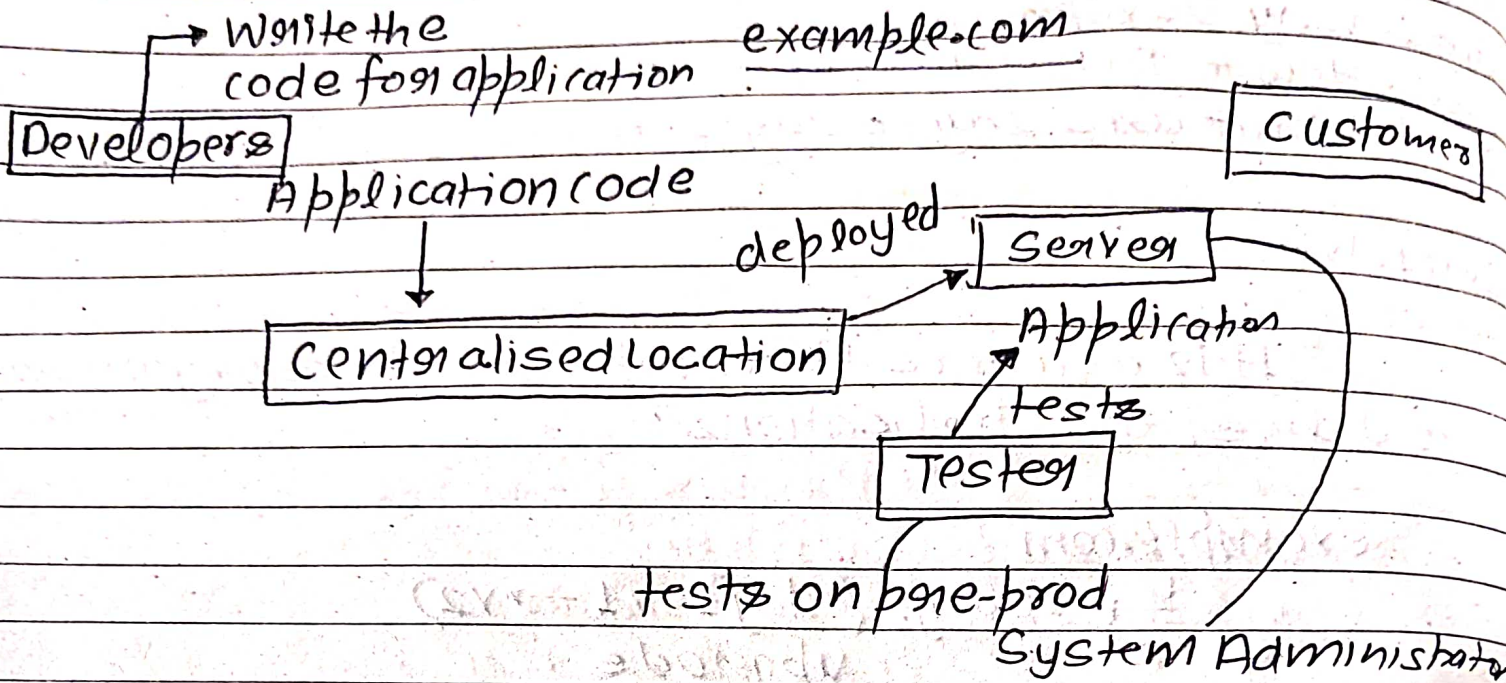 Write the
code for application
example.com
Developers
Customer
Application code
deployed
Server
Centralised location
Application
tests
Tester
tests on pre-prod
System Administrator